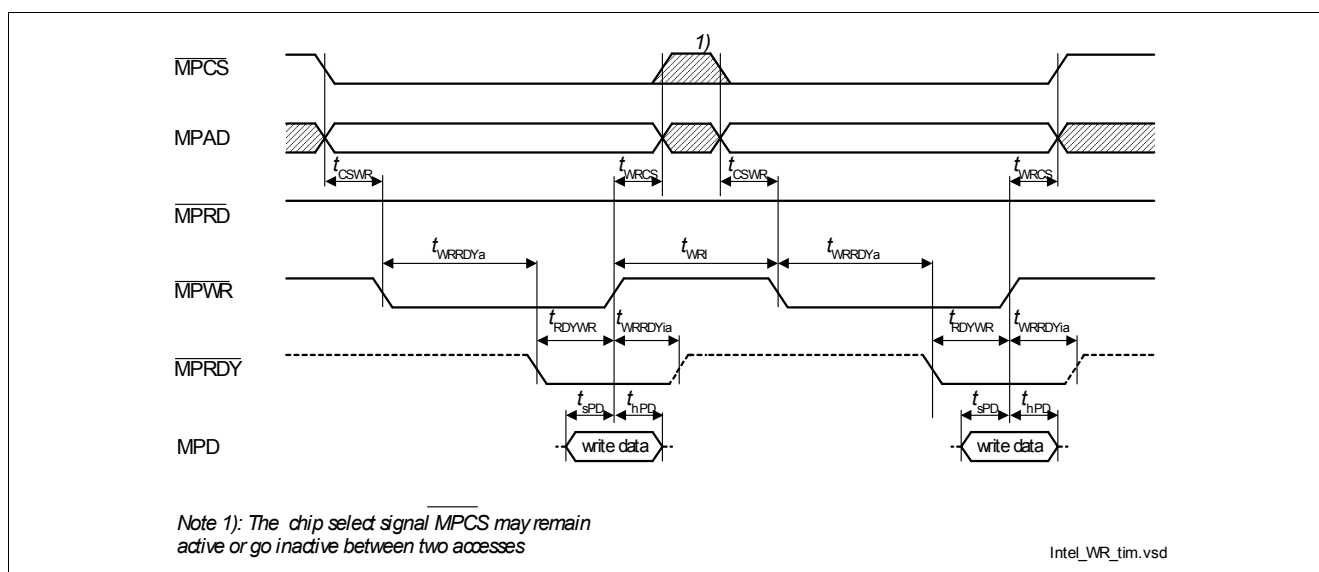 1)
MPCS
MPAD
tCSWR tWRCS tCSWR tWRCS
MPRD
tWRRDYa tWRI tWRRDYa
MPWR
tRDYWR tWRRDYia tRDYWR tWRRDYia
MPRDY
tsPD thPD tsPD thPD
MPD write data write data
Note 1): The chip select signal MPCS may remain
active or go inactive between two accesses
Intel_WR_tim.vsd